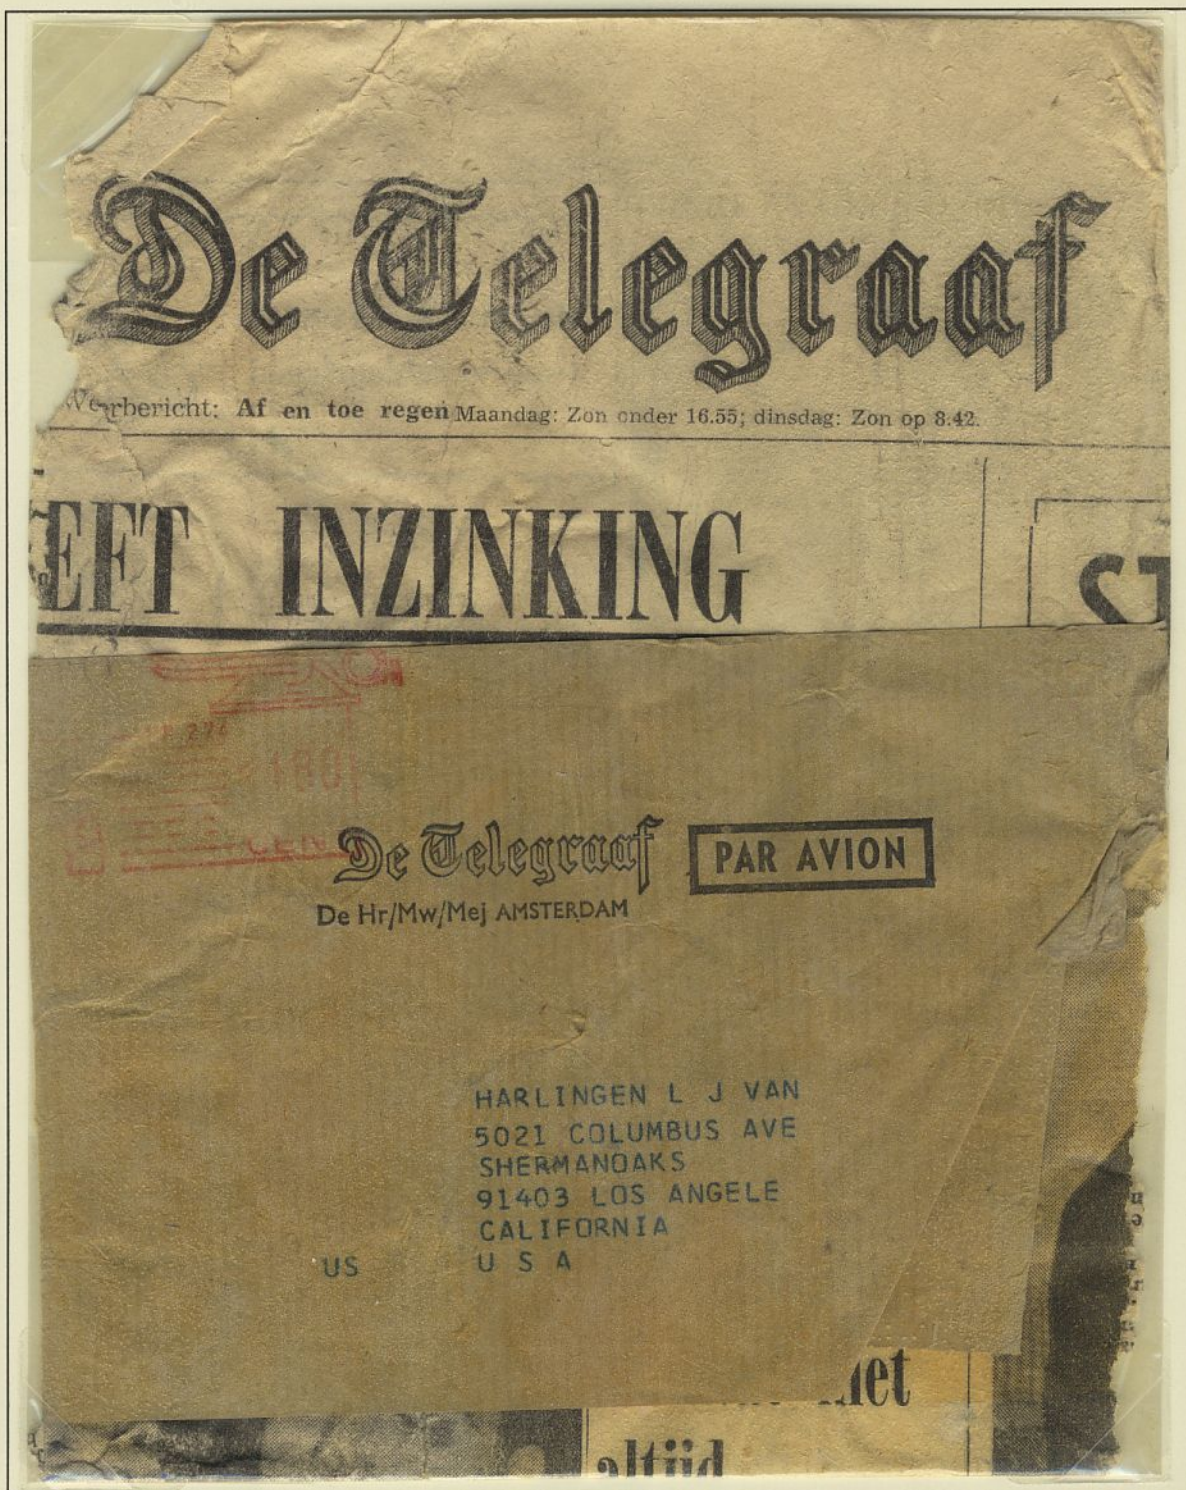 De Telegraaf
Weerbericht: Af en toe regen Maandag: Zon onder 16.55; dinsdag: Zon op 8.42.
EFT INZINKING
ST
De Telegraaf
PAR AVION
De Hr/Mw/Mej AMSTERDAM
HARLINGEN L J VAN
5021 COLUMBUS AVE
SHERMANOAKS
91403 LOS ANGELE
CALIFORNIA
US U S A
altijd